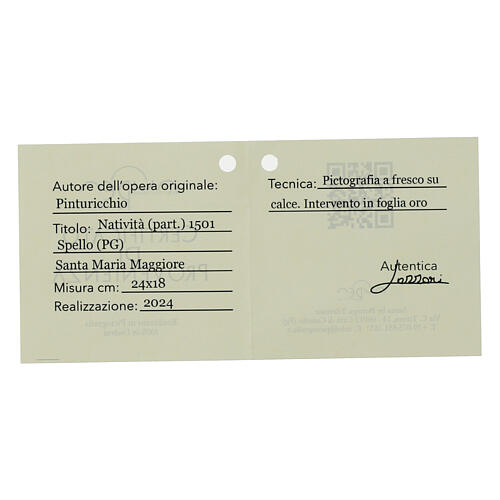 Autore dell'opera originale:
Pinturicchio
Titolo: Natività (part.) 1501
Spello (PG)
Santa Maria Maggiore
Misura cm: 24x18
Realizzazione: 2024
Tecnica: Pictografia a fresco su
calce. Intervento in foglia oro
Autentica